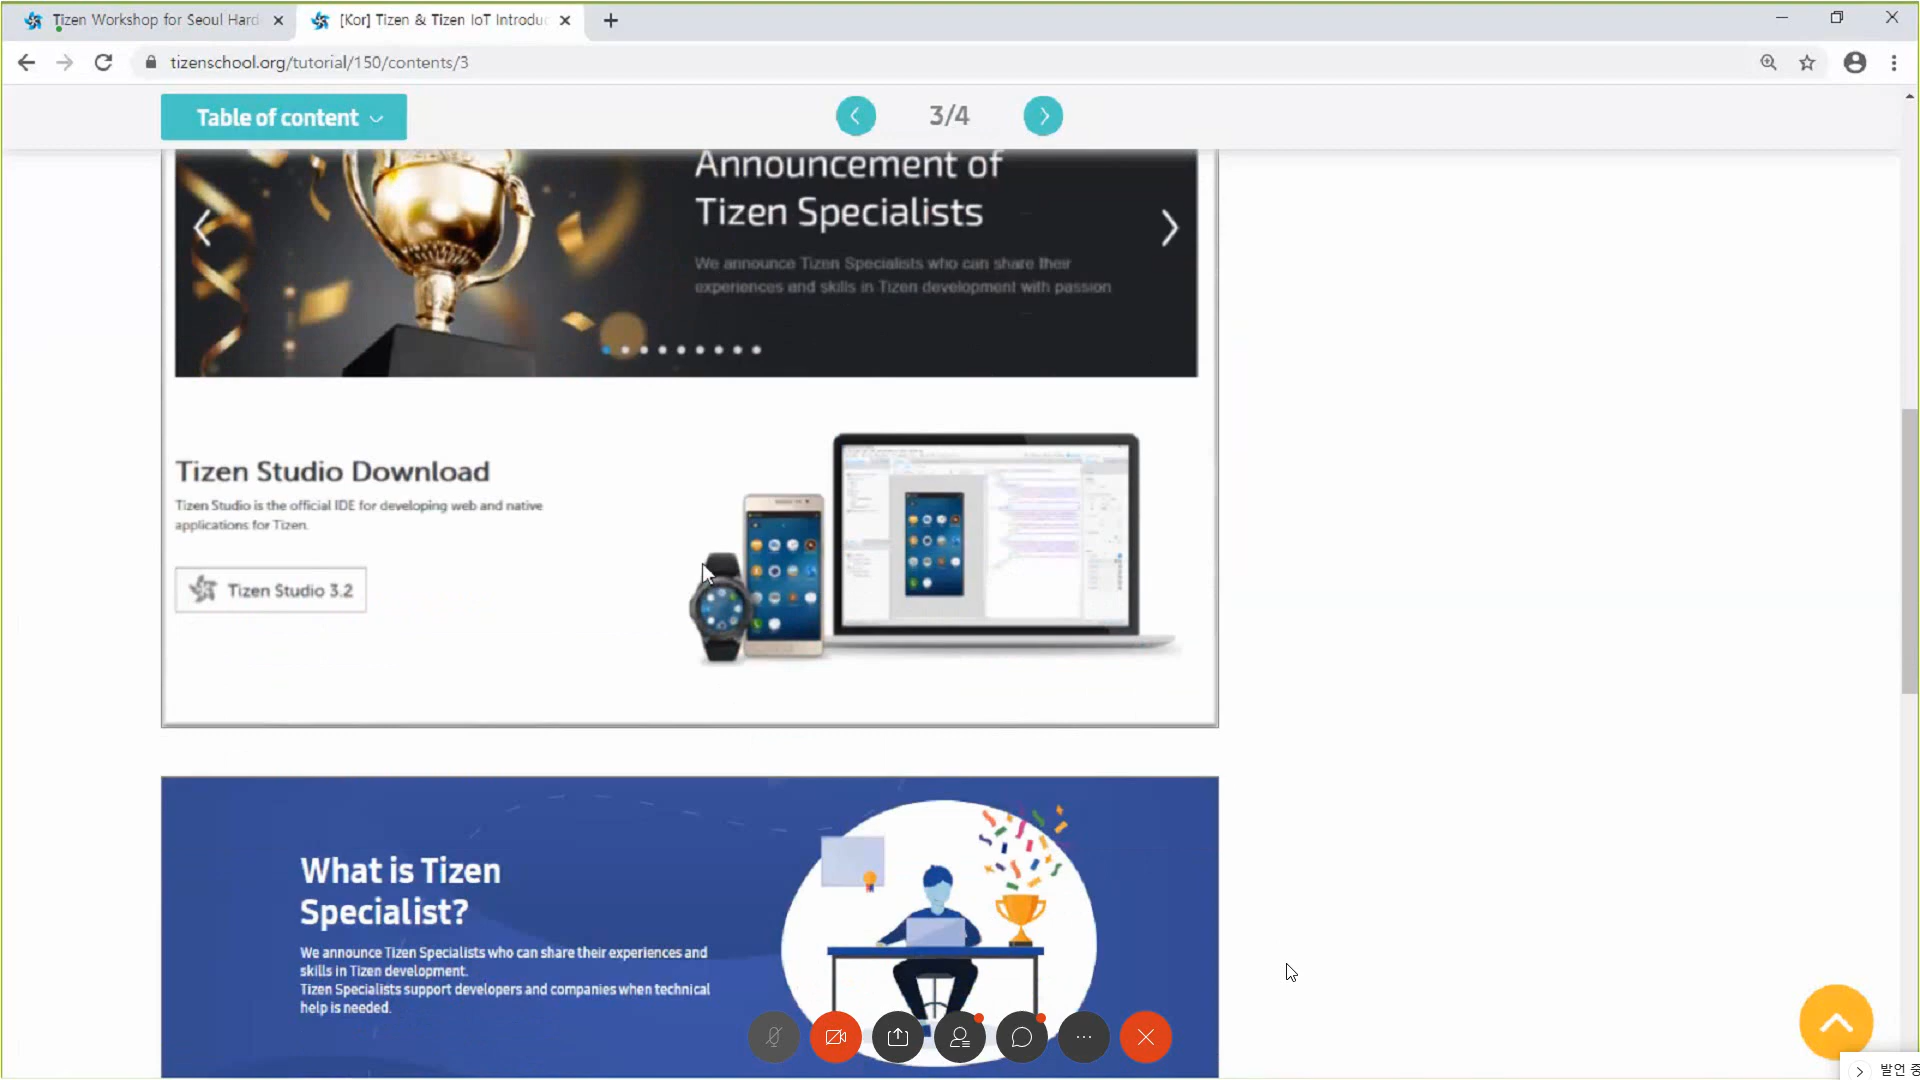 Tizen Workshop for Seoul Hard
[Kor] Tizen & Tizen IoT Introdu
tizenschool.org/tutorial/150/contents/3
Table of content
3/4
Announcement of
Tizen Specialists
We announce Tizen Specialists who can share their
experiences and skills in Tizen development with passion
Tizen Studio Download
Tizen Studio is the official IDE for developing web and native
applications for Tizen.
Tizen Studio 3.2
What is Tizen
Specialist?
We announce Tizen Specialists who can share their experiences and
skills in Tizen development.
Tizen Specialists support developers and companies when technical
help is needed.
발언 중